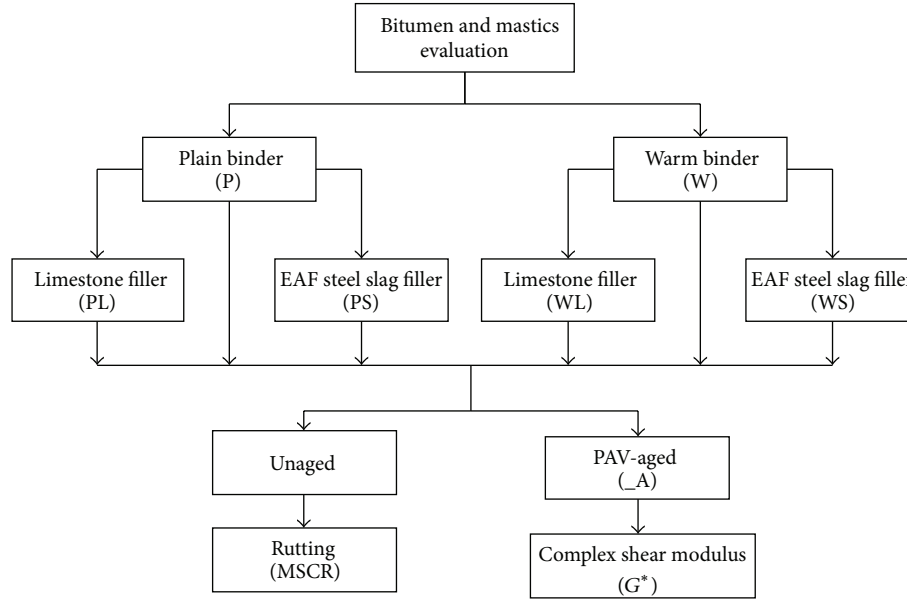 Bitumen and mastics
evaluation
Plain binder
(P)
Warm binder
(W)
Limestone filler
(PL)
EAF steel slag filler
(PS)
Limestone filler
(WL)
EAF steel slag filler
(WS)
Unaged
PAV-aged
(_A)
Rutting
(MSCR)
Complex shear modulus
(G*)